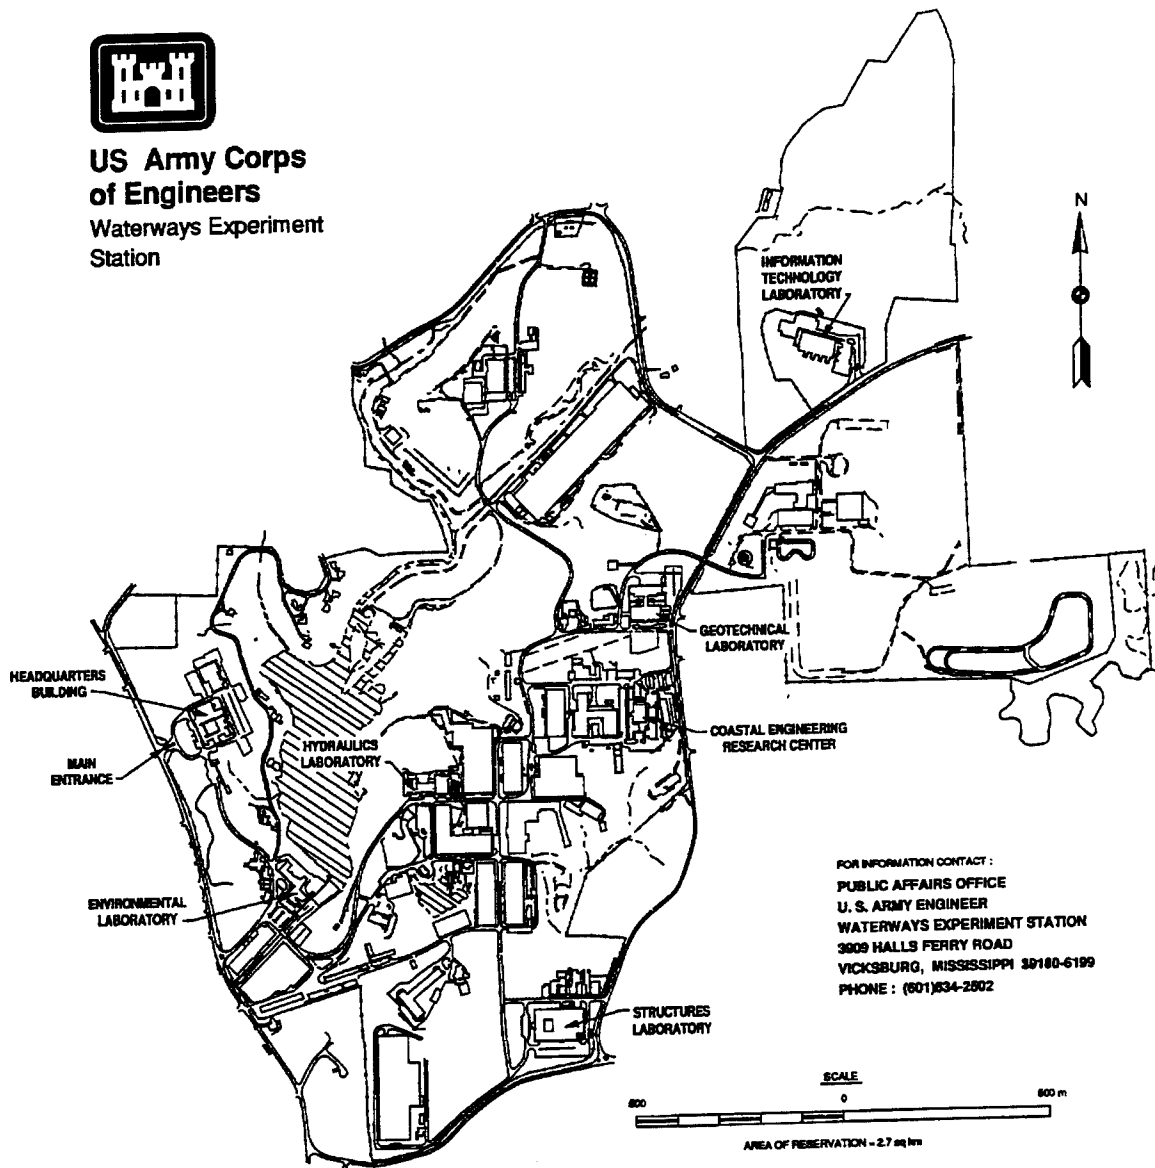 US Army Corps
of Engineers
Waterways Experiment
Station
N
INFORMATION
TECHNOLOGY
LABORATORY
GEOTECHNICAL
LABORATORY
HEADQUARTERS
BUILDING
COASTAL ENGINEERING
RESEARCH CENTER
HYDRAULICS
LABORATORY
MAIN
ENTRANCE
ENVIRONMENTAL
LABORATORY
FOR INFORMATION CONTACT :
PUBLIC AFFAIRS OFFICE
U. S. ARMY ENGINEER
WATERWAYS EXPERIMENT STATION
3909 HALLS FERRY ROAD
VICKSBURG, MISSISSIPPI 39180-6199
PHONE : (601)634-2502
STRUCTURES
LABORATORY
SCALE
500 0 500 m
AREA OF RESERVATION = 2.7 sq km